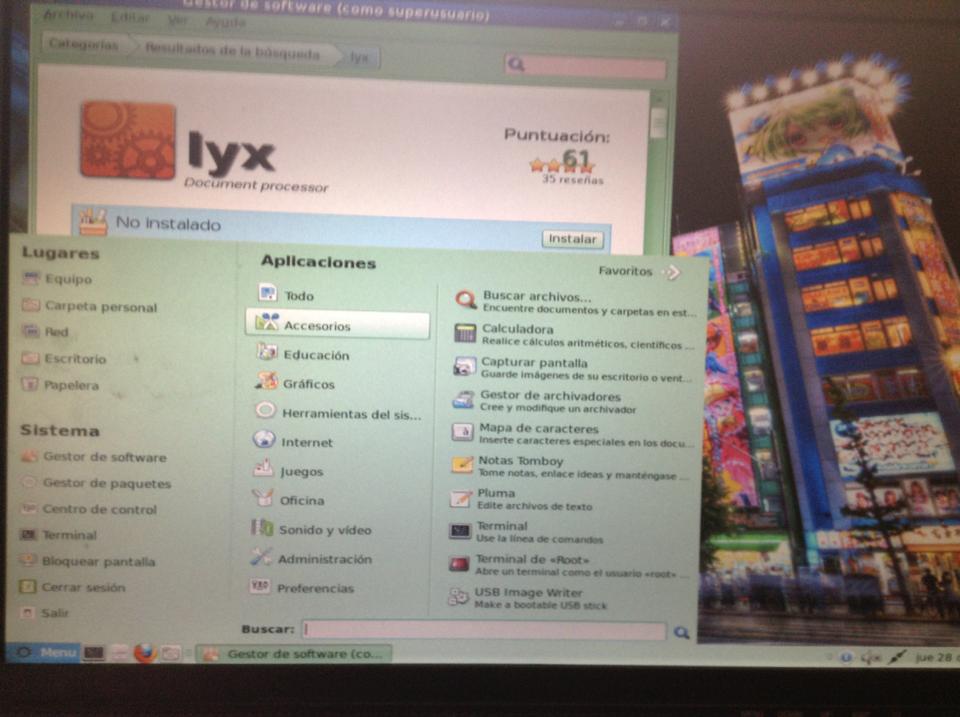 Gestor de software (como superusuario)
Archivo Editar Ver Ayuda
Categorías Resultados de la búsqueda lyx
lyx
Document processor
Puntuación:
61
35 reseñas
No instalado
Instalar
Lugares
Equipo
Carpeta personal
Red
Escritorio
Papelera
Sistema
Gestor de software
Gestor de paquetes
Centro de control
Terminal
Bloquear pantalla
Cerrar sesión
Salir
Aplicaciones
Favoritos
Todo
Accesorios
Educación
Gráficos
Herramientas del sis...
Internet
Juegos
Oficina
Sonido y vídeo
Administración
Preferencias
Buscar archivos...
Encuentre documentos y carpetas en est...
Calculadora
Realice cálculos aritméticos, científicos ...
Capturar pantalla
Guarde imágenes de su escritorio o vent...
Gestor de archivadores
Cree y modifique un archivador
Mapa de caracteres
Inserte caracteres especiales en los docu...
Notas Tomboy
Tome notas, enlace ideas y manténgase ...
Pluma
Edite archivos de texto
Terminal
Use la línea de comandos
Terminal de «Root»
Abre un terminal como el usuario «root» ...
USB Image Writer
Make a bootable USB stick
Buscar:
Menu
Gestor de software (co...
jue 28